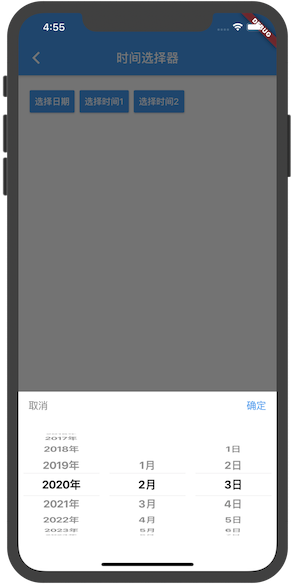 4:55
DEBUG
时间选择器
选择日期 选择时间1 选择时间2
取消 确定
2017年
2018年 1日
2019年 1月 2日
2020年 2月 3日
2021年 3月 4日
2022年 4月 5日
2023年 5月 6日